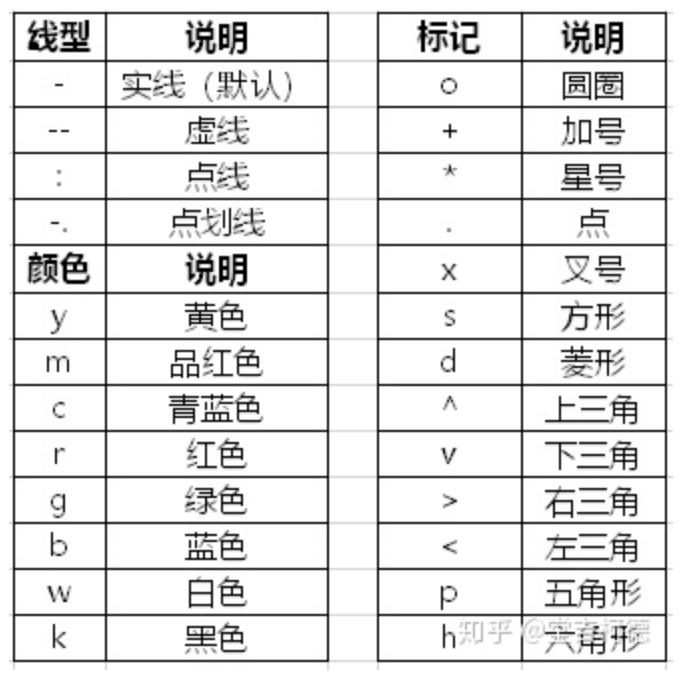 线型 说明 标记 说明
- 实线（默认） o 圆圈
-- 虚线 + 加号
: 点线 * 星号
-. 点划线 . 点
颜色 说明 x 叉号
y 黄色 s 方形
m 品红色 d 菱形
c 青蓝色 ^ 上三角
r 红色 v 下三角
g 绿色 > 右三角
b 蓝色 < 左三角
w 白色 p 五角形
k 黑色 h 六角形
知乎